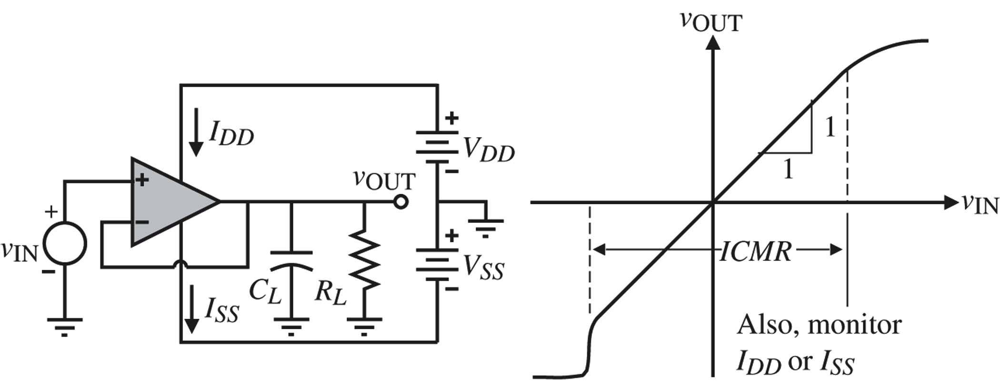 vOUT
IDD
VDD
vOUT
+
−
+
−
+
−
+
−
1
1
vIN
vIN
ICMR
VSS
CL
RL
ISS
Also, monitor
IDD or ISS